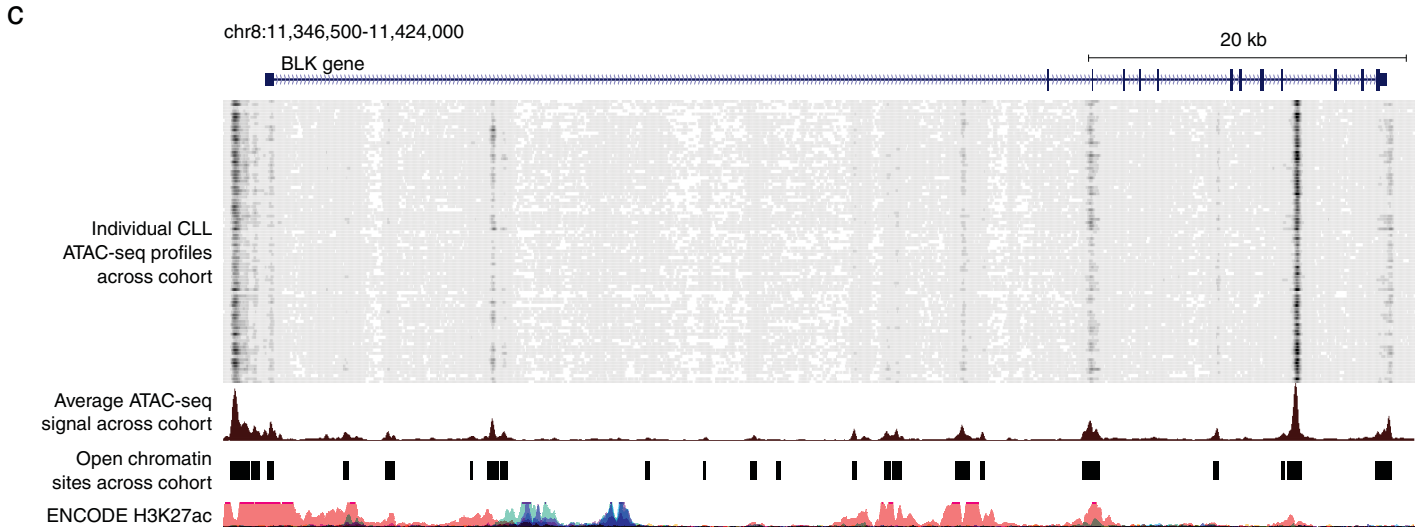 c
chr8:11,346,500-11,424,000
20 kb
BLK gene
Individual CLL
ATAC-seq profiles
across cohort
Average ATAC-seq
signal across cohort
Open chromatin
sites across cohort
ENCODE H3K27ac